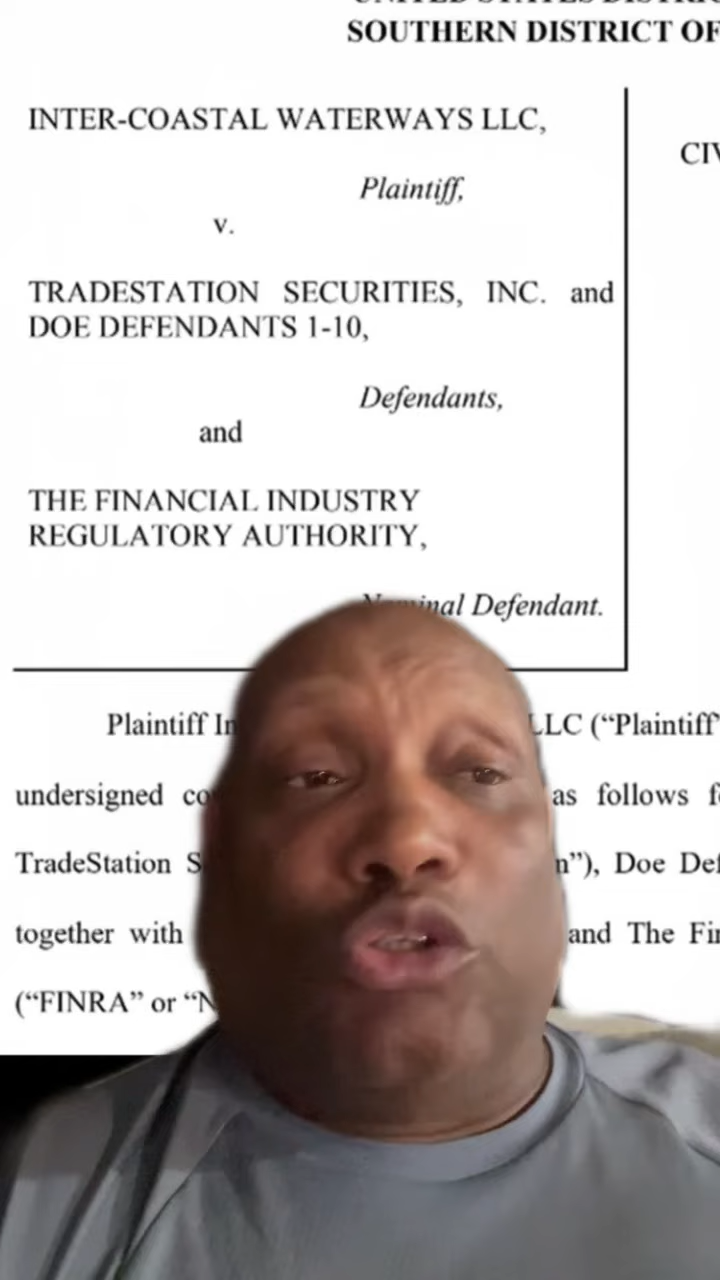 SOUTHERN DISTRICT OF
INTER-COASTAL WATERWAYS LLC,
CIV
Plaintiff,
v.
TRADESTATION SECURITIES, INC. and
DOE DEFENDANTS 1-10,
Defendants,
and
THE FINANCIAL INDUSTRY
REGULATORY AUTHORITY,
Nominal Defendant.
Plaintiff In LLC (“Plaintiff”
undersigned co as follows f
TradeStation S n”), Doe Def
together with and The Fin
(“FINRA” or “N